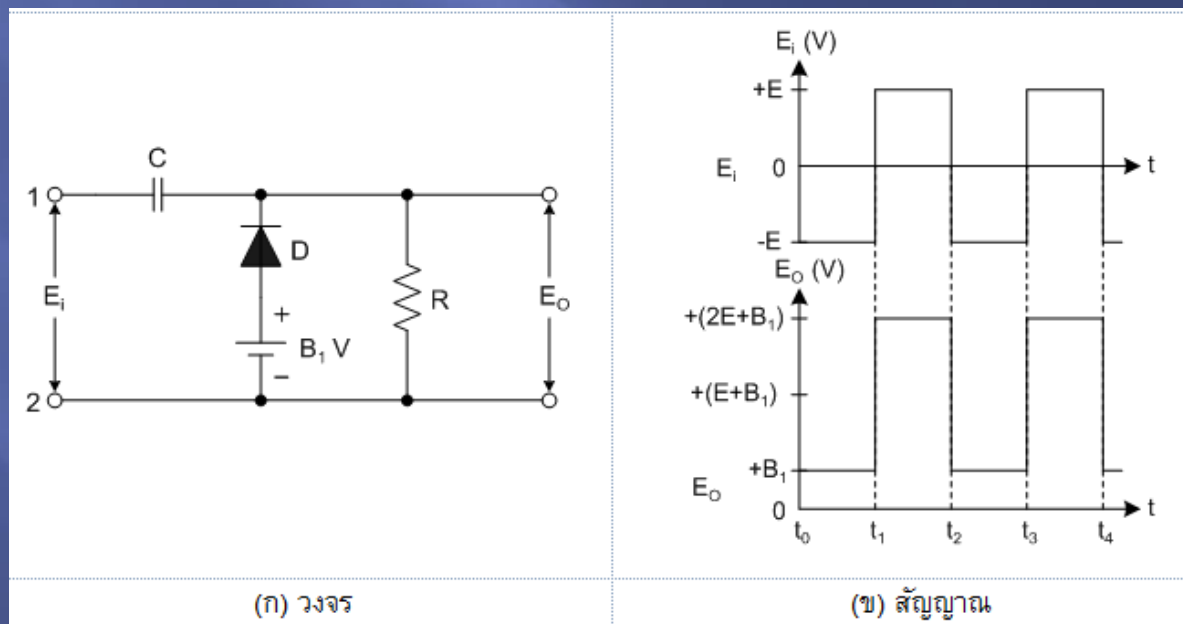 C
1
D
E_i
+
R
E_O
B_1 V
−
2
(ก) วงจร
E_i (V)
+E
E_i 0 t
-E
E_O (V)
+(2E+B_1)
+(E+B_1)
+B_1
E_O
0 t
t_0 t_1 t_2 t_3 t_4
(ข) สัญญาณ